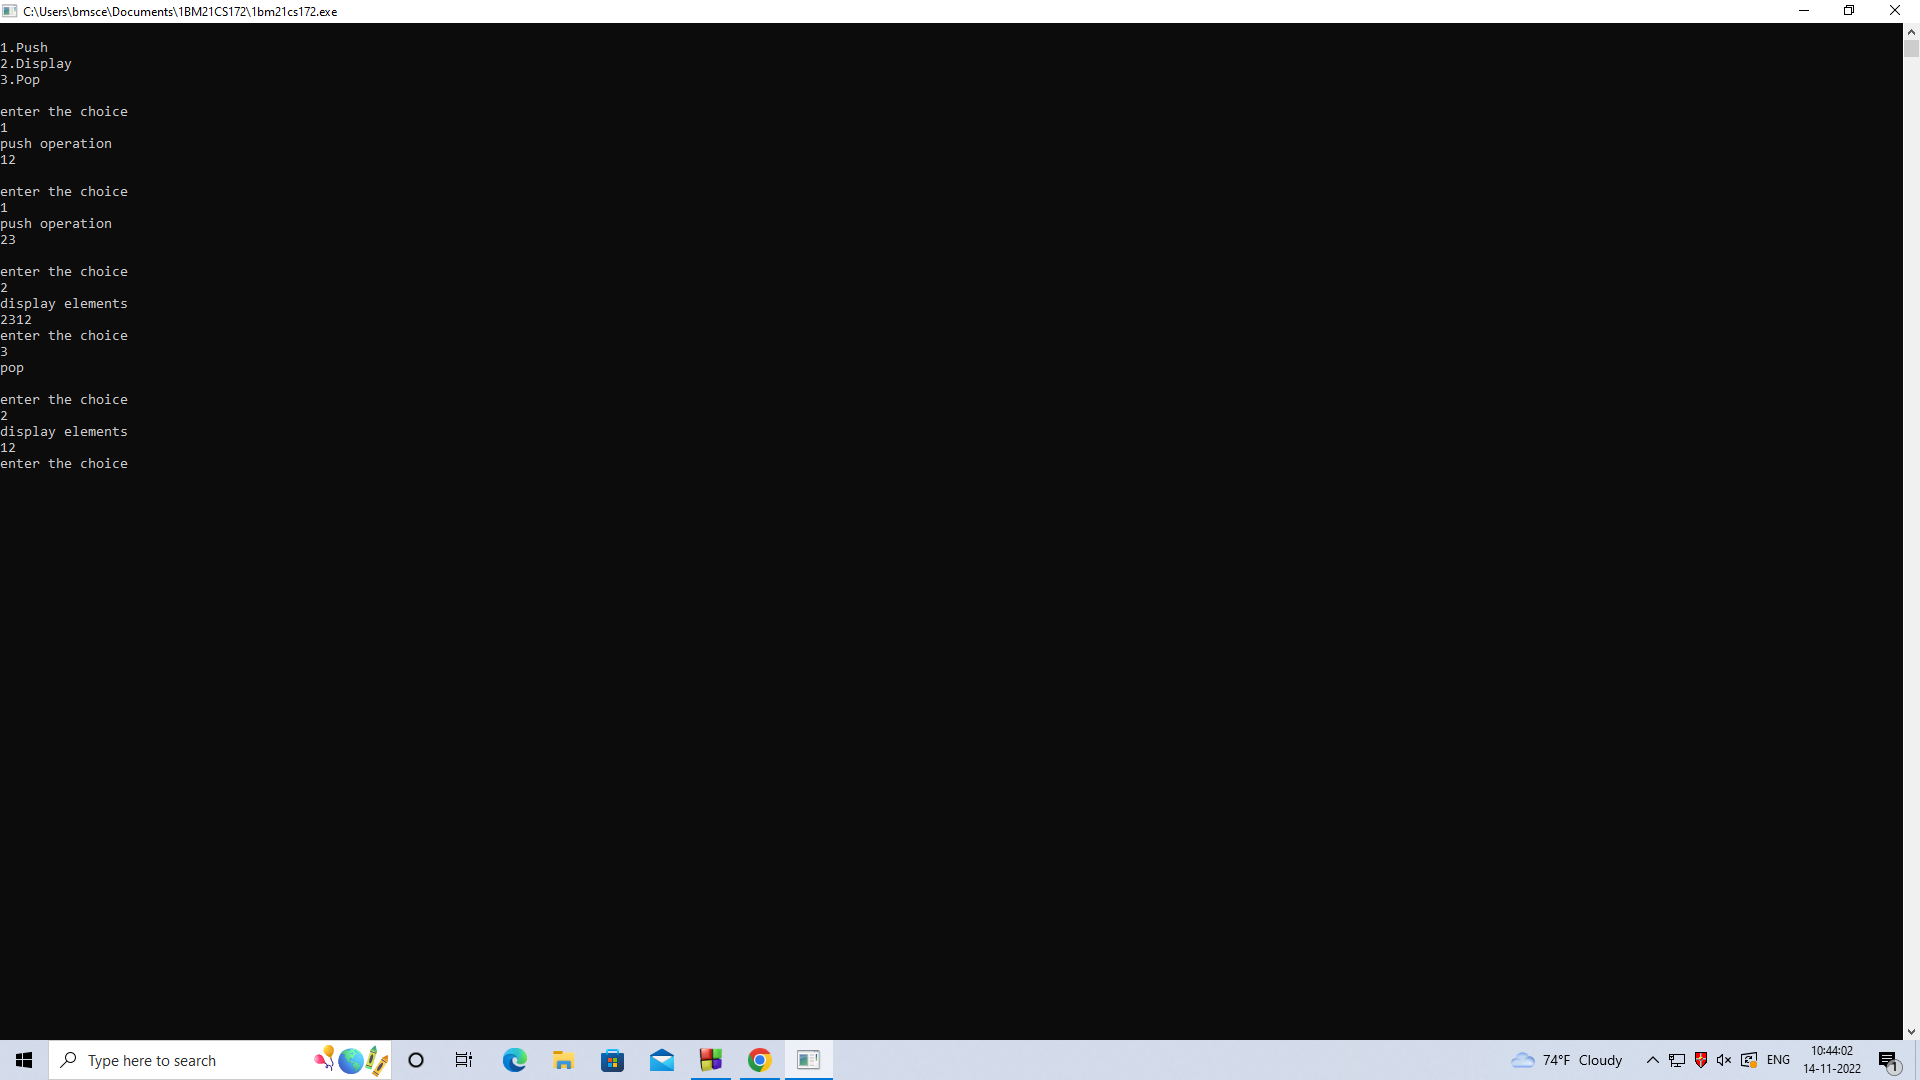 C:\Users\bmsce\Documents\1BM21CS172\1bm21cs172.exe
1.Push
2.Display
3.Pop
enter the choice
1
push operation
12
enter the choice
1
push operation
23
enter the choice
2
display elements
2312
enter the choice
3
pop
enter the choice
2
display elements
12
enter the choice
Type here to search
74°F Cloudy
ENG
10:44:02
14-11-2022
1